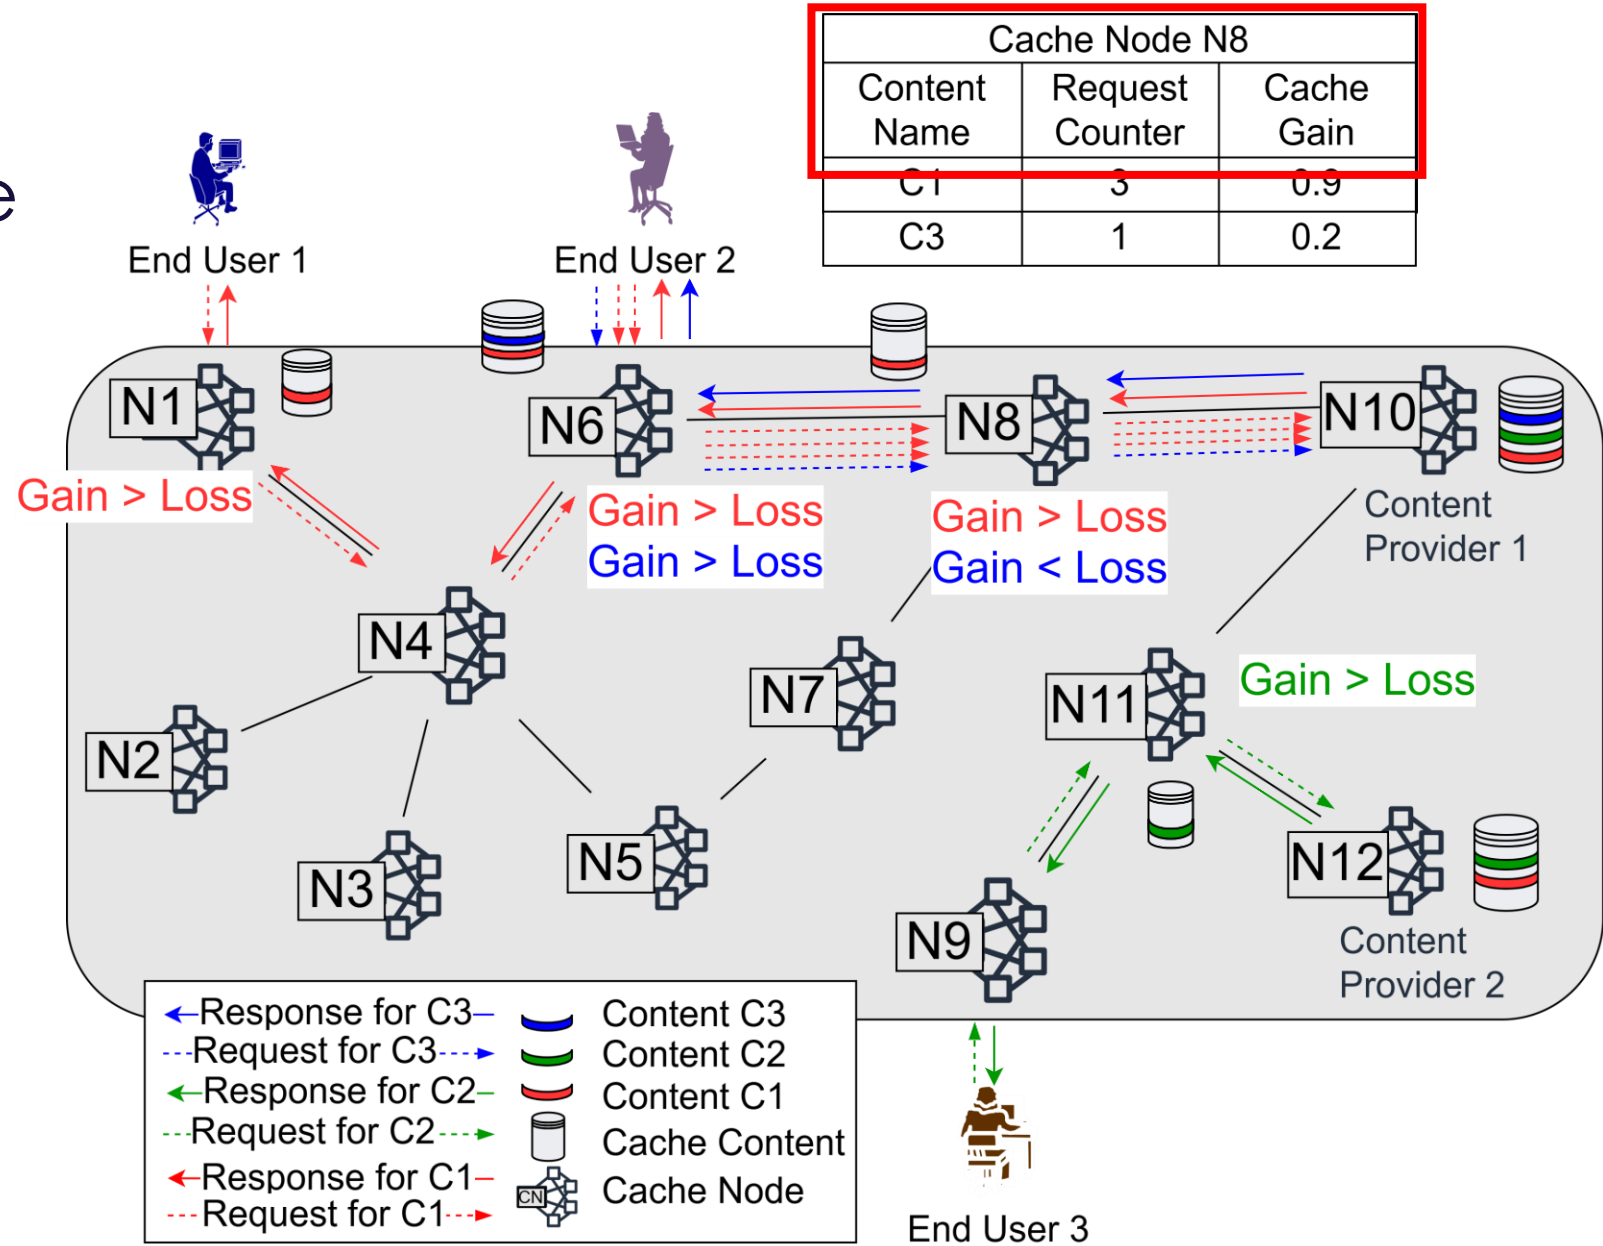 Cache Node N8
Content Name
Request Counter
Cache Gain
C1 3 0.9
C3 1 0.2
e
End User 1
End User 2
N1
N6
N8
N10
Gain > Loss
Gain > Loss
Gain > Loss
Gain > Loss
Gain < Loss
Content
Provider 1
N4
N7
N11
Gain > Loss
N2
N3
N5
N9
N12
Content
Provider 2
Response for C3
Request for C3
Response for C2
Request for C2
Response for C1
Request for C1
Content C3
Content C2
Content C1
Cache Content
CN
Cache Node
End User 3